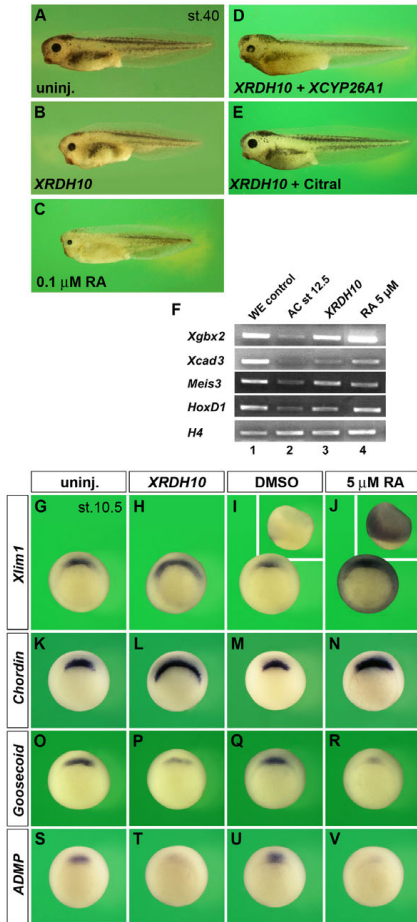 A st.40 D
uninj. XRDH10 + XCYP26A1
B E
XRDH10 XRDH10 + Citral
C
0.1 μM RA
F WE control AC st 12.5 XRDH10 RA 5 μM
Xgbx2
Xcad3
Meis3
HoxD1
H4
1 2 3 4
uninj. XRDH10 DMSO 5 μM RA
Xlim1 G st.10.5 H I J
Chordin K L M N
Goosecoid O P Q R
ADMP S T U V